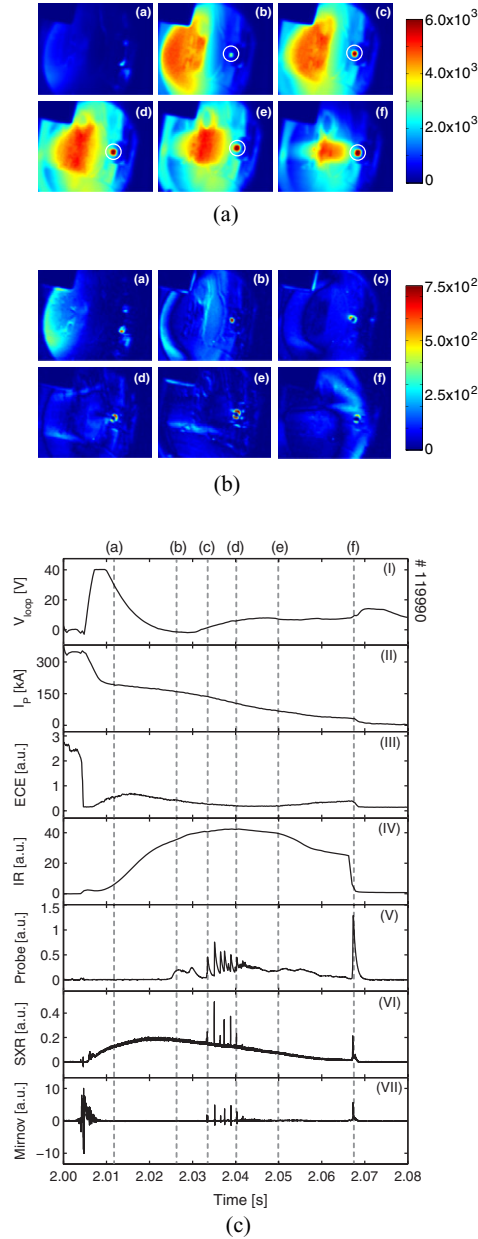 (a) (b) (c) 6.0x10³
4.0x10³
(d) (e) (f) 2.0x10³
0
(a)
(a) (b) (c) 7.5x10²
5.0x10²
(d) (e) (f) 2.5x10²
0
(b)
(a) (b) (c) (d) (e) (f)
V_loop [V] 40 20 0 (I) # 119990
I_P [kA] 300 150 0 (II)
ECE [a.u.] 3 2 1 0 (III)
IR [a.u.] 40 20 0 (IV)
Probe [a.u.] 1.5 1 0.5 0 (V)
SXR [a.u.] 0.4 0.2 0 (VI)
Mirnov [a.u.] 10 0 −10 (VII)
2.00 2.01 2.02 2.03 2.04 2.05 2.06 2.07 2.08
Time [s]
(c)